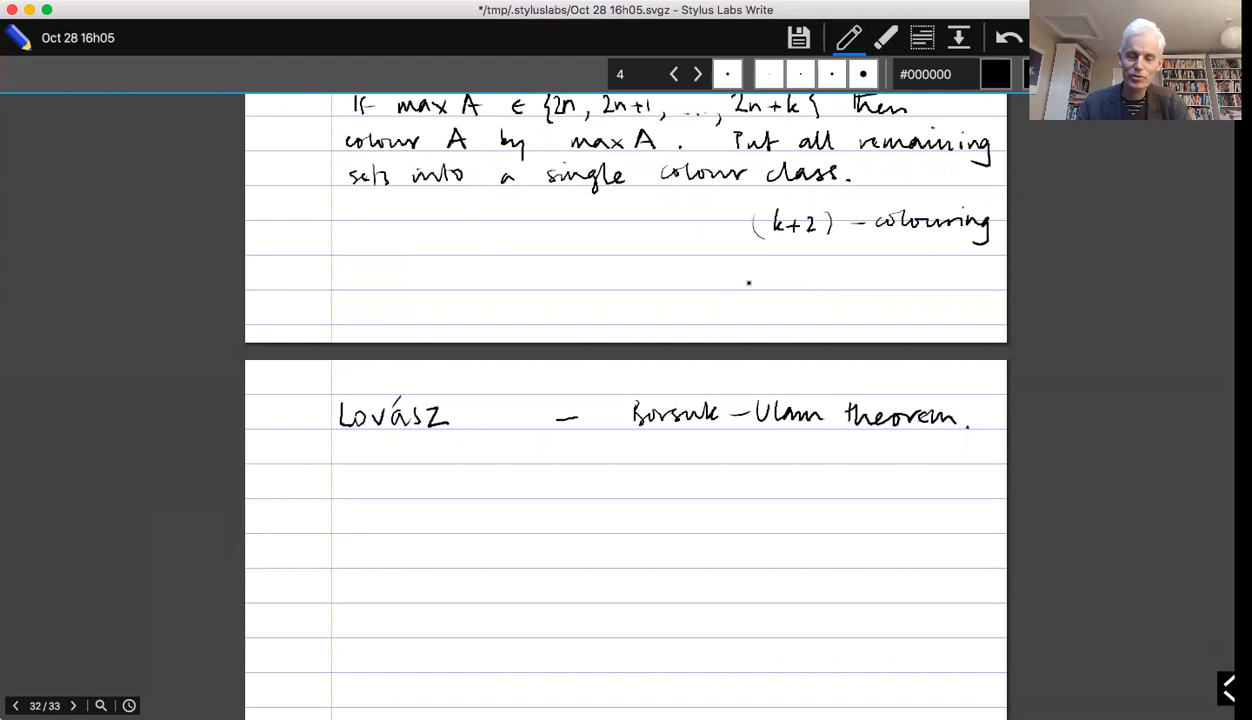 */tmp/.styluslabs/Oct 28 16h05.svgz - Stylus Labs Write
Oct 28 16h05
4
#000000
If max A ∈ {2n, 2n+1, ..., 2n+k} then
colour A by max A. Put all remaining
sets into a single colour class.
(k+2) - colouring
Lovász - Borsuk-Ulam theorem.
32/33